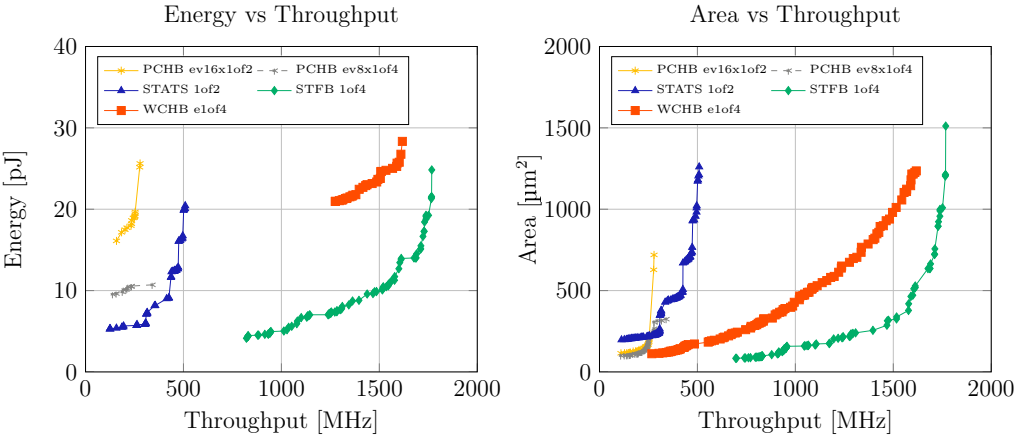 Energy vs Throughput
40
30
20
10
0
Energy [pJ]
PCHB ev16x1of2 PCHB ev8x1of4
STATS 1of2 STFB 1of4
WCHB e1of4
0 500 1000 1500 2000
Throughput [MHz]
Area vs Throughput
2000
1500
1000
500
0
Area [µm²]
PCHB ev16x1of2 PCHB ev8x1of4
STATS 1of2 STFB 1of4
WCHB e1of4
0 500 1000 1500 2000
Throughput [MHz]